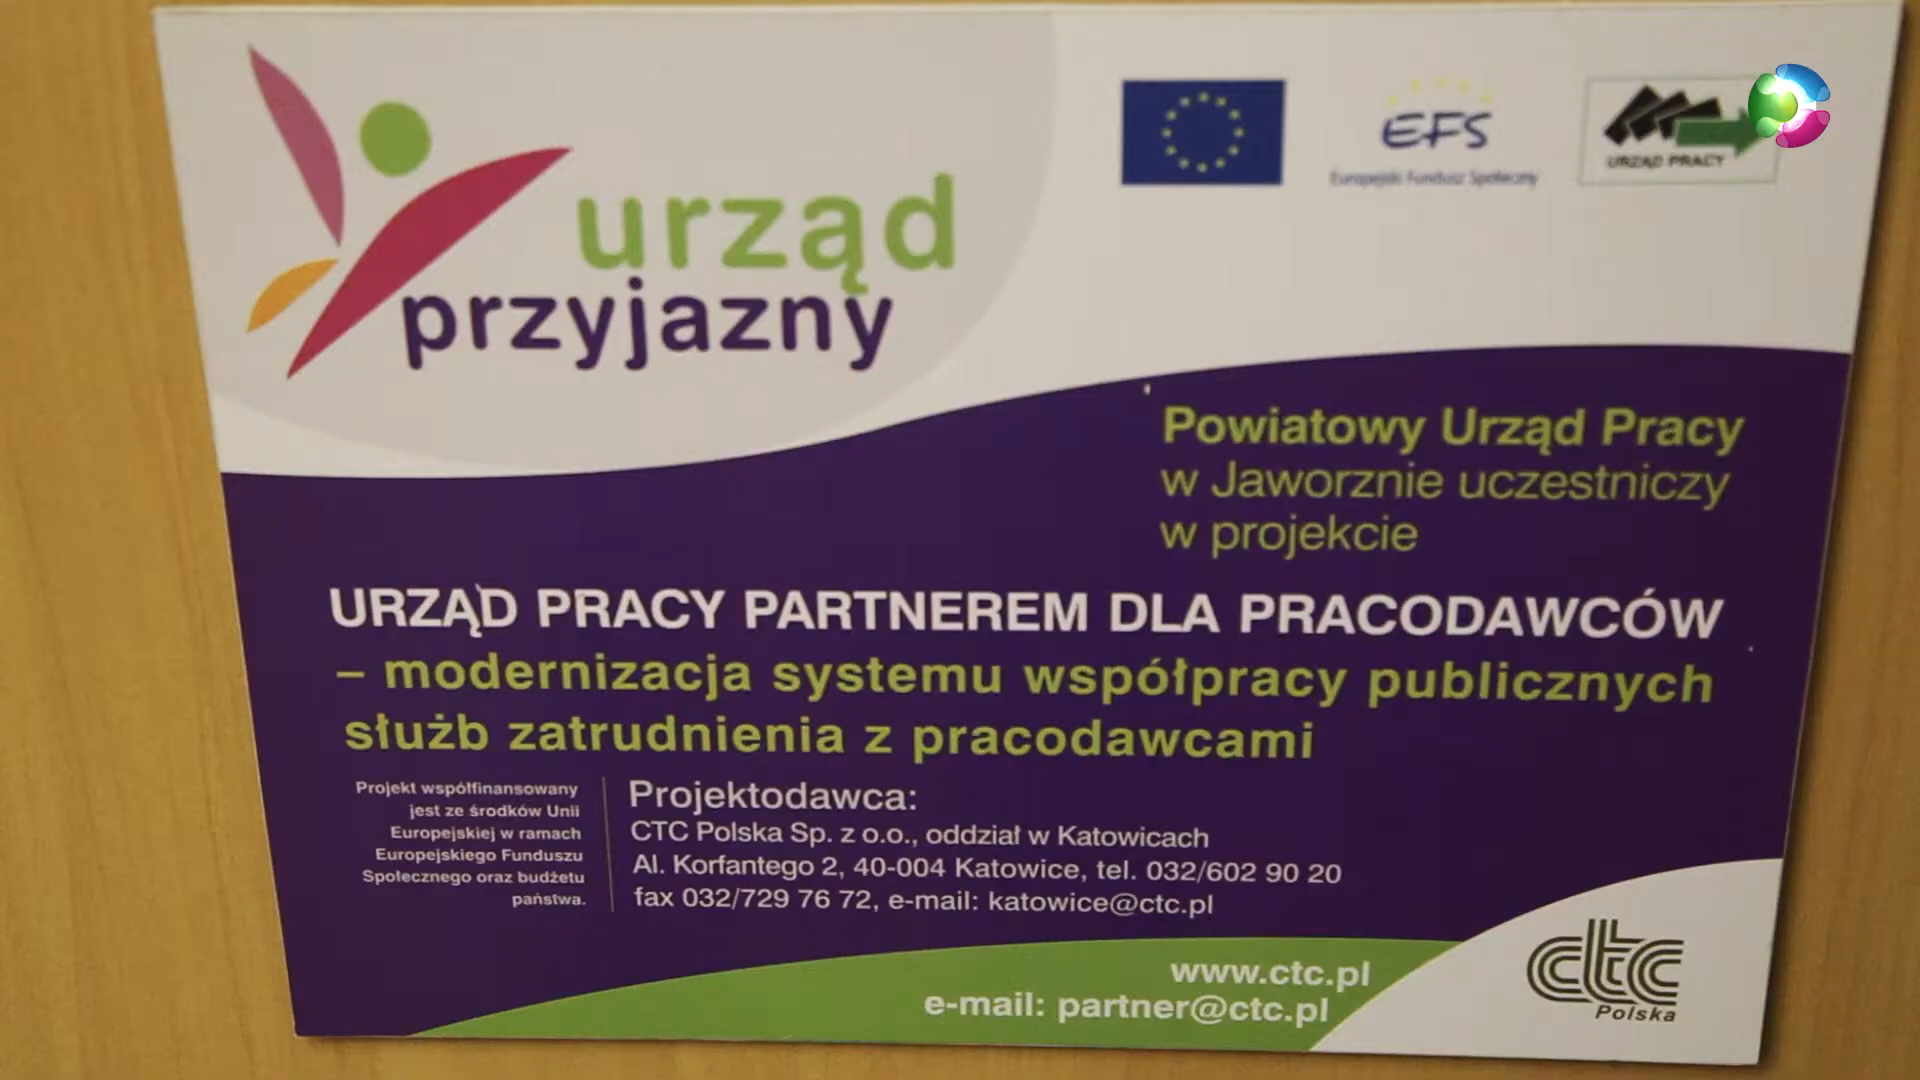 urząd
przyjazny
EFS
Europejski Fundusz Społeczny
URZĄD PRACY
Powiatowy Urząd Pracy
w Jaworznie uczestniczy
w projekcie
URZĄD PRACY PARTNEREM DLA PRACODAWCÓW
– modernizacja systemu współpracy publicznych
służb zatrudnienia z pracodawcami
Projekt współfinansowany
jest ze środków Unii
Europejskiej w ramach
Europejskiego Funduszu
Społecznego oraz budżetu
państwa.
Projektodawca:
CTC Polska Sp. z o.o., oddział w Katowicach
Al. Korfantego 2, 40-004 Katowice, tel. 032/602 90 20
fax 032/729 76 72, e-mail: katowice@ctc.pl
www.ctc.pl
e-mail: partner@ctc.pl
ctc
Polska